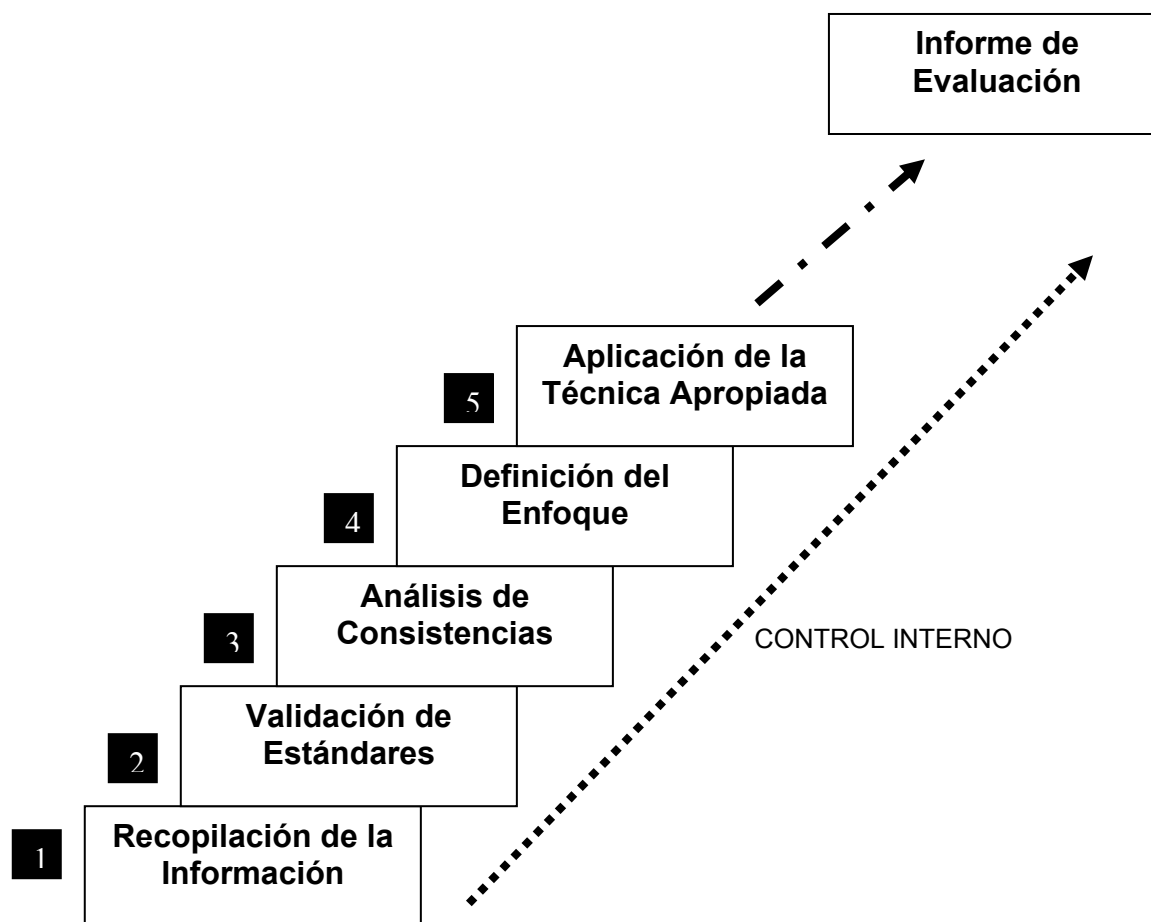 Informe de
Evaluación
Aplicación de la
Técnica Apropiada
5
Definición del
Enfoque
4
Análisis de
Consistencias
3
CONTROL INTERNO
Validación de
Estándares
2
Recopilación de la
Información
1